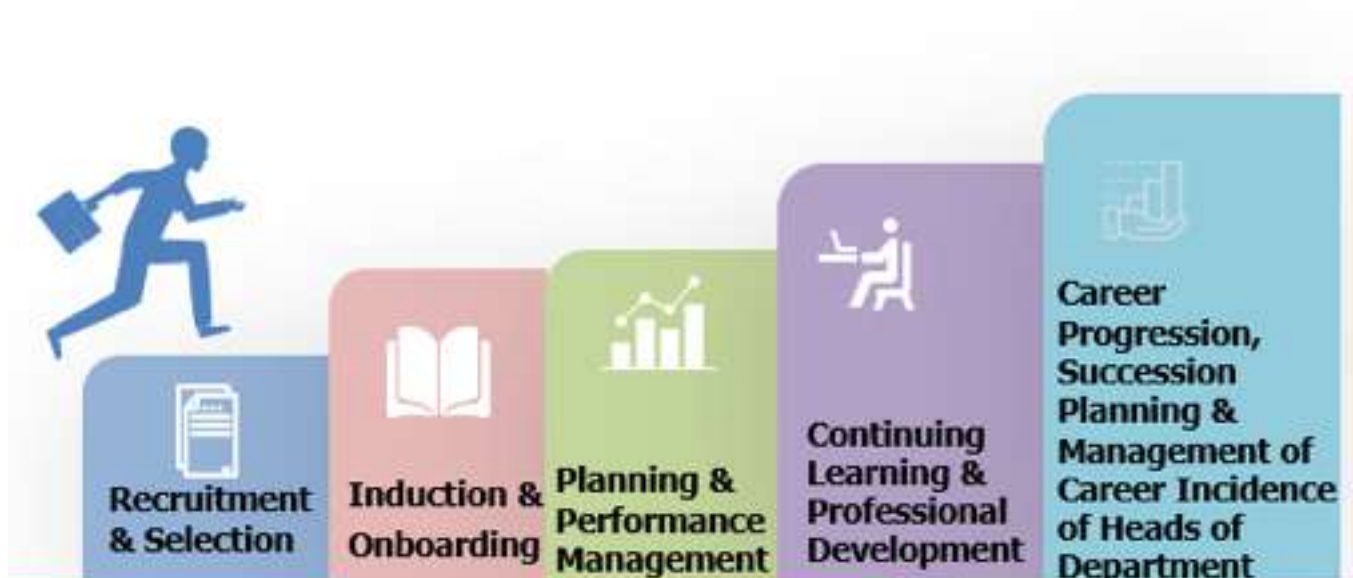 Recruitment
& Selection
Induction &
Onboarding
Planning &
Performance
Management
Continuing
Learning &
Professional
Development
Career
Progression,
Succession
Planning &
Management of
Career Incidence
of Heads of
Department